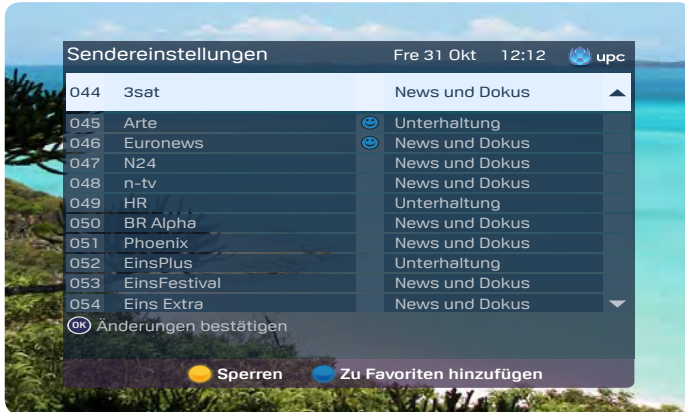 Sendereinstellungen Fre 31 Okt 12:12 upc
044 3sat News und Dokus
045 Arte Unterhaltung
046 Euronews News und Dokus
047 N24 News und Dokus
048 n-tv News und Dokus
049 HR Unterhaltung
050 BR Alpha News und Dokus
051 Phoenix News und Dokus
052 EinsPlus Unterhaltung
053 EinsFestival News und Dokus
054 Eins Extra News und Dokus
OK Änderungen bestätigen
Sperren Zu Favoriten hinzufügen